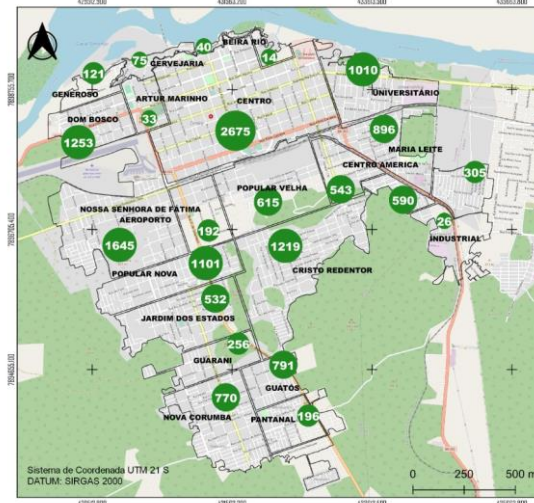 40
BEIRA RIO
75
CERVEJARIA
14
121
1010
GENEROSO
UNIVERSITÁRIO
ARTUR MARINHO
CENTRO
DOM BOSCO
33
1253
2675
896
MARIA LEITE
CENTRO AMERICA
305
POPULAR VELHA
543
615
590
NOSSA SENHORA DE FÁTIMA
AEROPORTO
192
26
INDUSTRIAL
1645
1219
1101
POPULAR NOVA
CRISTO REDENTOR
532
JARDIM DOS ESTADOS
256
GUARANI
791
GUATÓS
770
NOVA CORUMBA
196
PANTANAL
Sistema de Coordenada UTM 21 S
DATUM: SIRGAS 2000
0 250 500 m